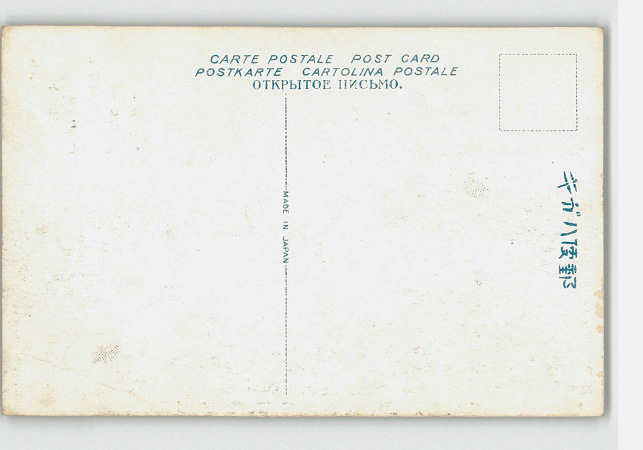 CARTE POSTALE POST CARD
POSTKARTE CARTOLINA POSTALE
ОТКРЫТОЕ ПИСЬМО.
MADE IN JAPAN
キガハ便郵